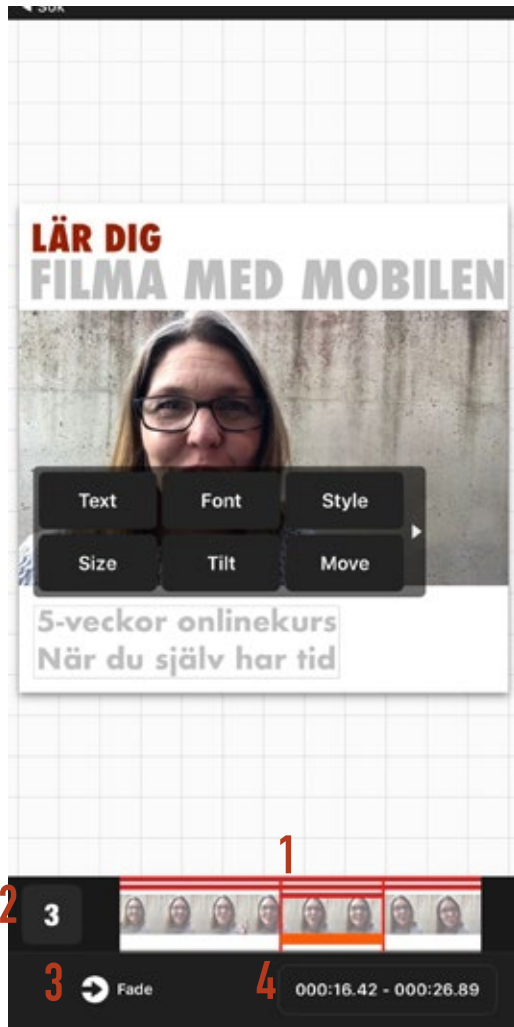 ◀ Sök
LÄR DIG
FILMA MED MOBILEN
Text Font Style
Size Tilt Move
5-veckor onlinekurs
När du själv har tid
1
2 3
3 Fade 4 000:16.42 - 000:26.89